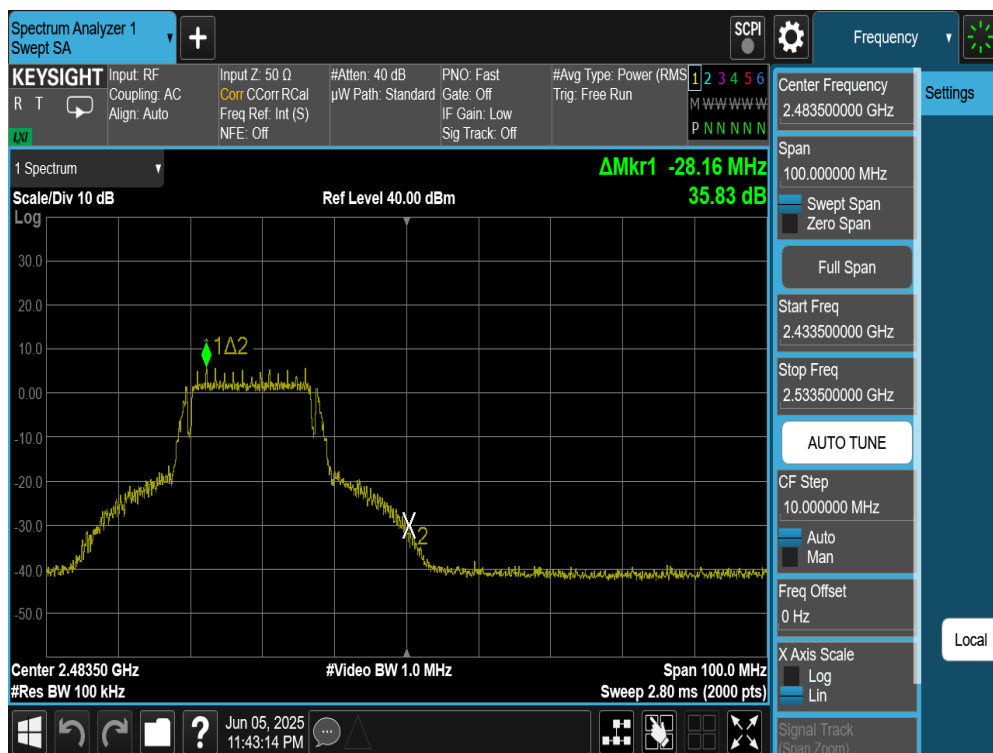 Spectrum Analyzer 1
Swept SA
+
SCPI
Frequency
KEYSIGHT
R T
LXI
Input: RF
Coupling: AC
Align: Auto
Input Z: 50 Ω
Corr CCorr RCal
Freq Ref: Int (S)
NFE: Off
#Atten: 40 dB
µW Path: Standard
PNO: Fast
Gate: Off
IF Gain: Low
Sig Track: Off
#Avg Type: Power (RMS
Trig: Free Run
1 2 3 4 5 6
M W W W W W
P N N N N N
1 Spectrum
ΔMkr1 -28.16 MHz
35.83 dB
Scale/Div 10 dB
Ref Level 40.00 dBm
Log
30.0
20.0
10.0
0.00
-10.0
-20.0
-30.0
-40.0
-50.0
1Δ2
X2
Center 2.48350 GHz
#Video BW 1.0 MHz
Span 100.0 MHz
#Res BW 100 kHz
Sweep 2.80 ms (2000 pts)
Center Frequency
2.483500000 GHz
Span
100.000000 MHz
Swept Span
Zero Span
Full Span
Start Freq
2.433500000 GHz
Stop Freq
2.533500000 GHz
AUTO TUNE
CF Step
10.000000 MHz
Auto
Man
Freq Offset
0 Hz
X Axis Scale
Log
Lin
Signal Track
(Span Zoom)
Settings
Local
?
Jun 05, 2025
11:43:14 PM